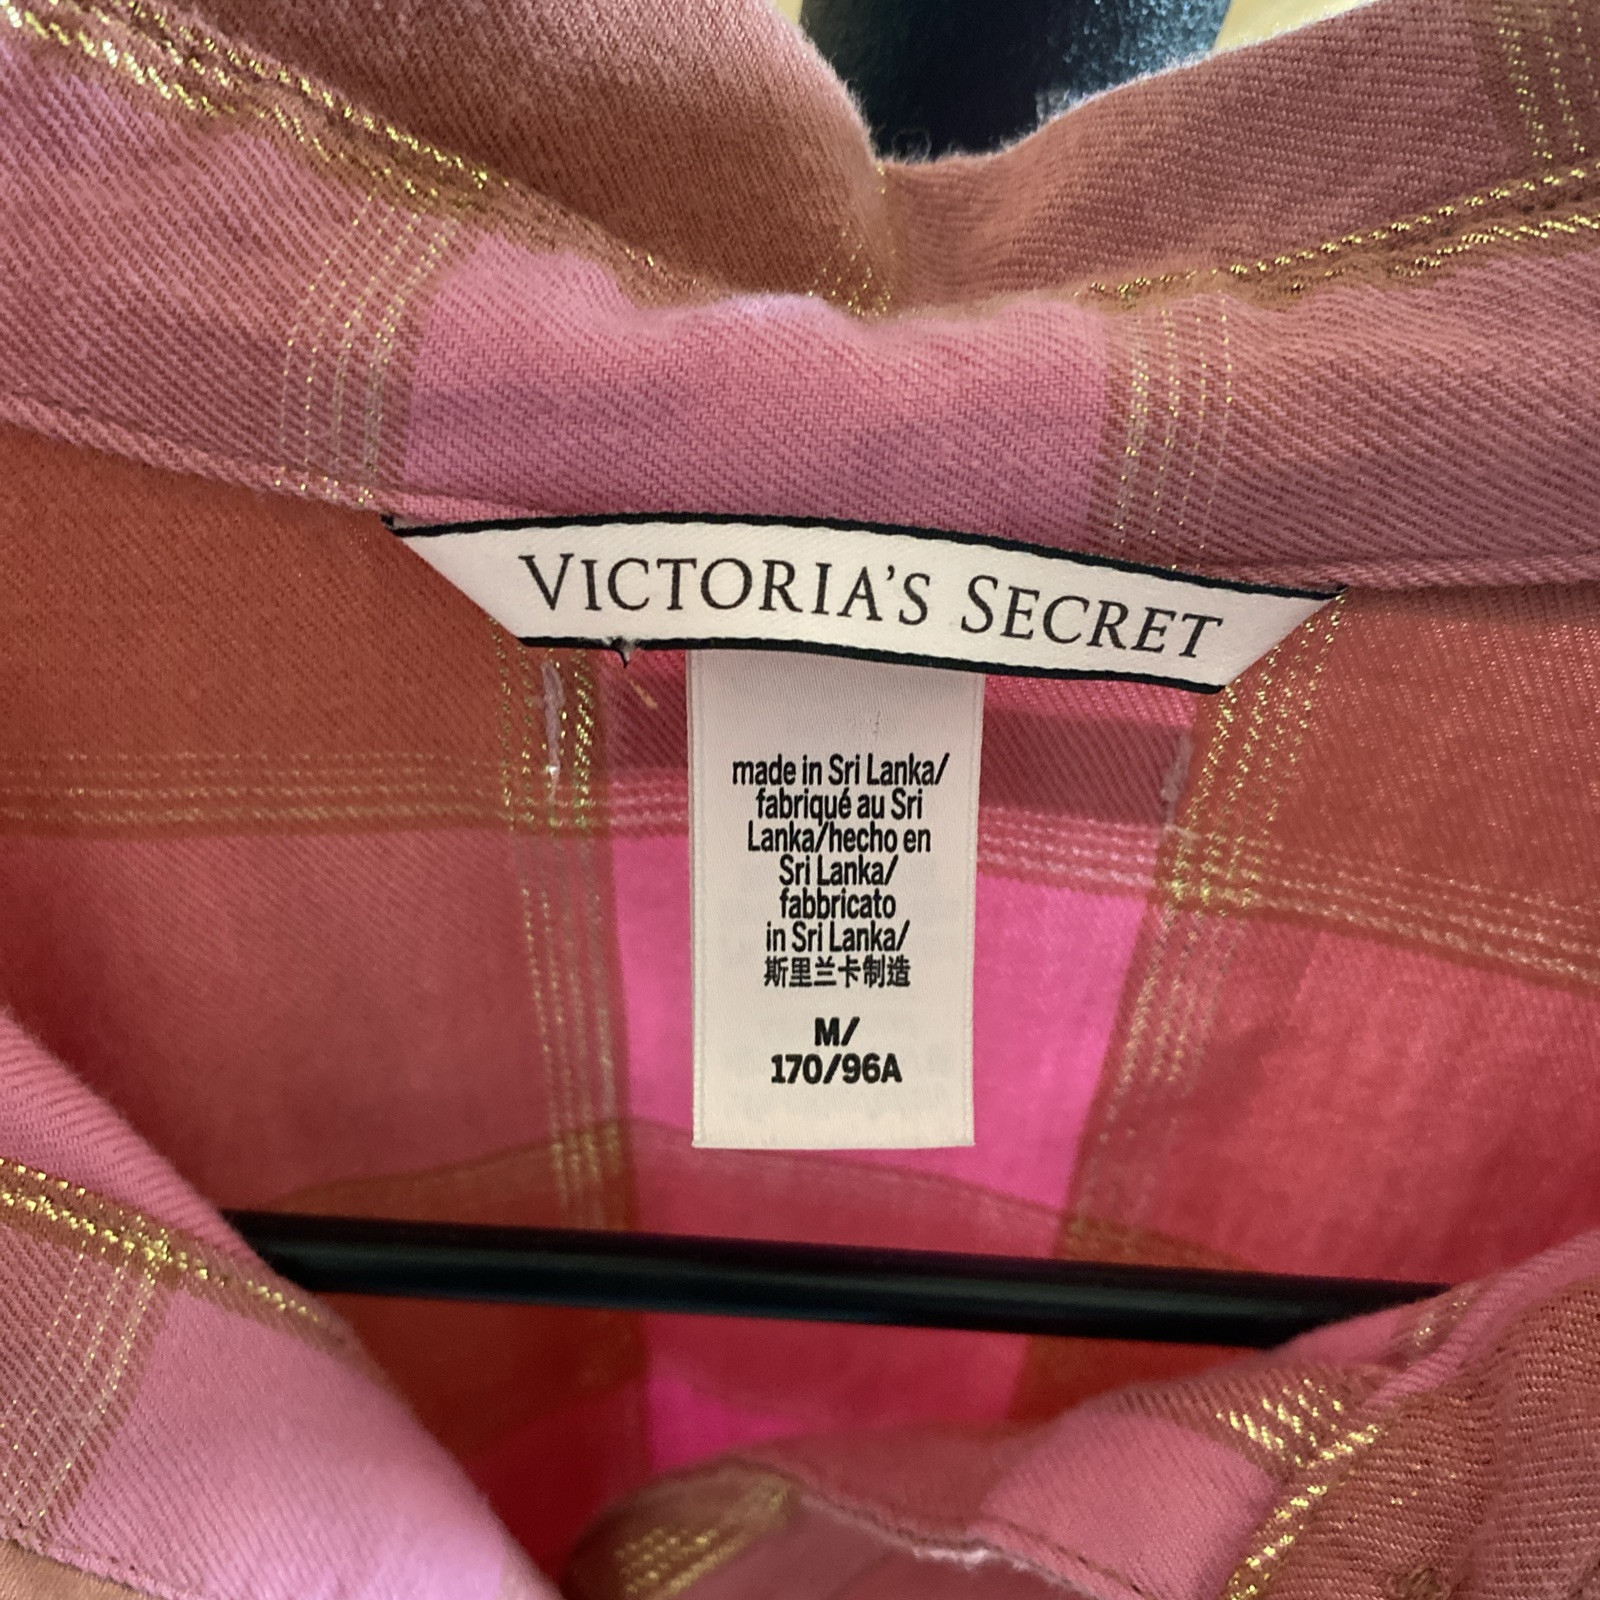 VICTORIA'S SECRET
made in Sri Lanka/
fabriqué au Sri
Lanka/hecho en
Sri Lanka/
fabbricato
in Sri Lanka/
斯里兰卡制造
M/
170/96A